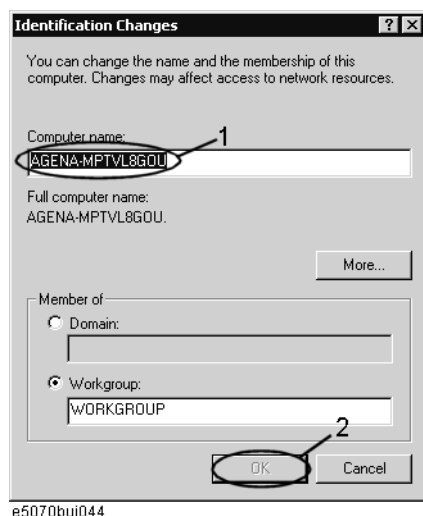 Identification Changes
You can change the name and the membership of this
computer. Changes may affect access to network resources.
Computer name:
1
AGENA-MPTVL8GOU
Full computer name:
AGENA-MPTVL8GOU.
More...
Member of
Domain:
Workgroup:
WORKGROUP
2
OK
Cancel
e5070bui044